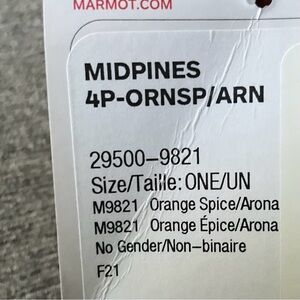 MARMOT.COM
MIDPINES
4P-ORNSP/ARN
29500-9821
Size/Taille: ONE/UN
M9821 Orange Spice/Arona
M9821 Orange Épice/Arona
No Gender/Non-binaire
F21